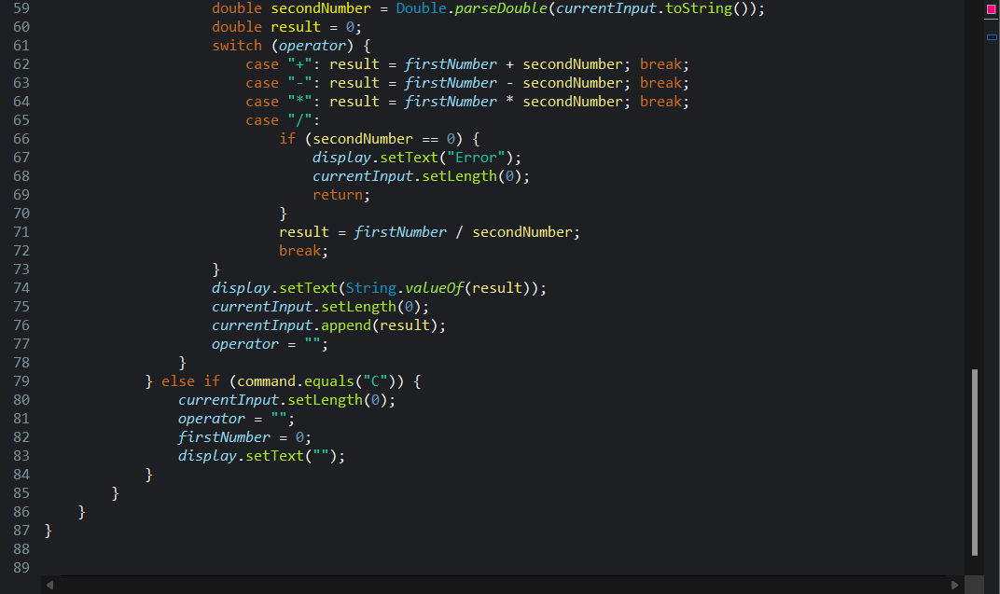 59                     double secondNumber = Double.parseDouble(currentInput.toString());
60                     double result = 0;
61                     switch (operator) {
62                         case "+": result = firstNumber + secondNumber; break;
63                         case "-": result = firstNumber - secondNumber; break;
64                         case "*": result = firstNumber * secondNumber; break;
65                         case "/":
66                             if (secondNumber == 0) {
67                                 display.setText("Error");
68                                 currentInput.setLength(0);
69                                 return;
70                             }
71                             result = firstNumber / secondNumber;
72                             break;
73                     }
74                     display.setText(String.valueOf(result));
75                     currentInput.setLength(0);
76                     currentInput.append(result);
77                     operator = "";
78                 }
79             } else if (command.equals("C")) {
80                 currentInput.setLength(0);
81                 operator = "";
82                 firstNumber = 0;
83                 display.setText("");
84             }
85         }
86     }
87 }
88
89